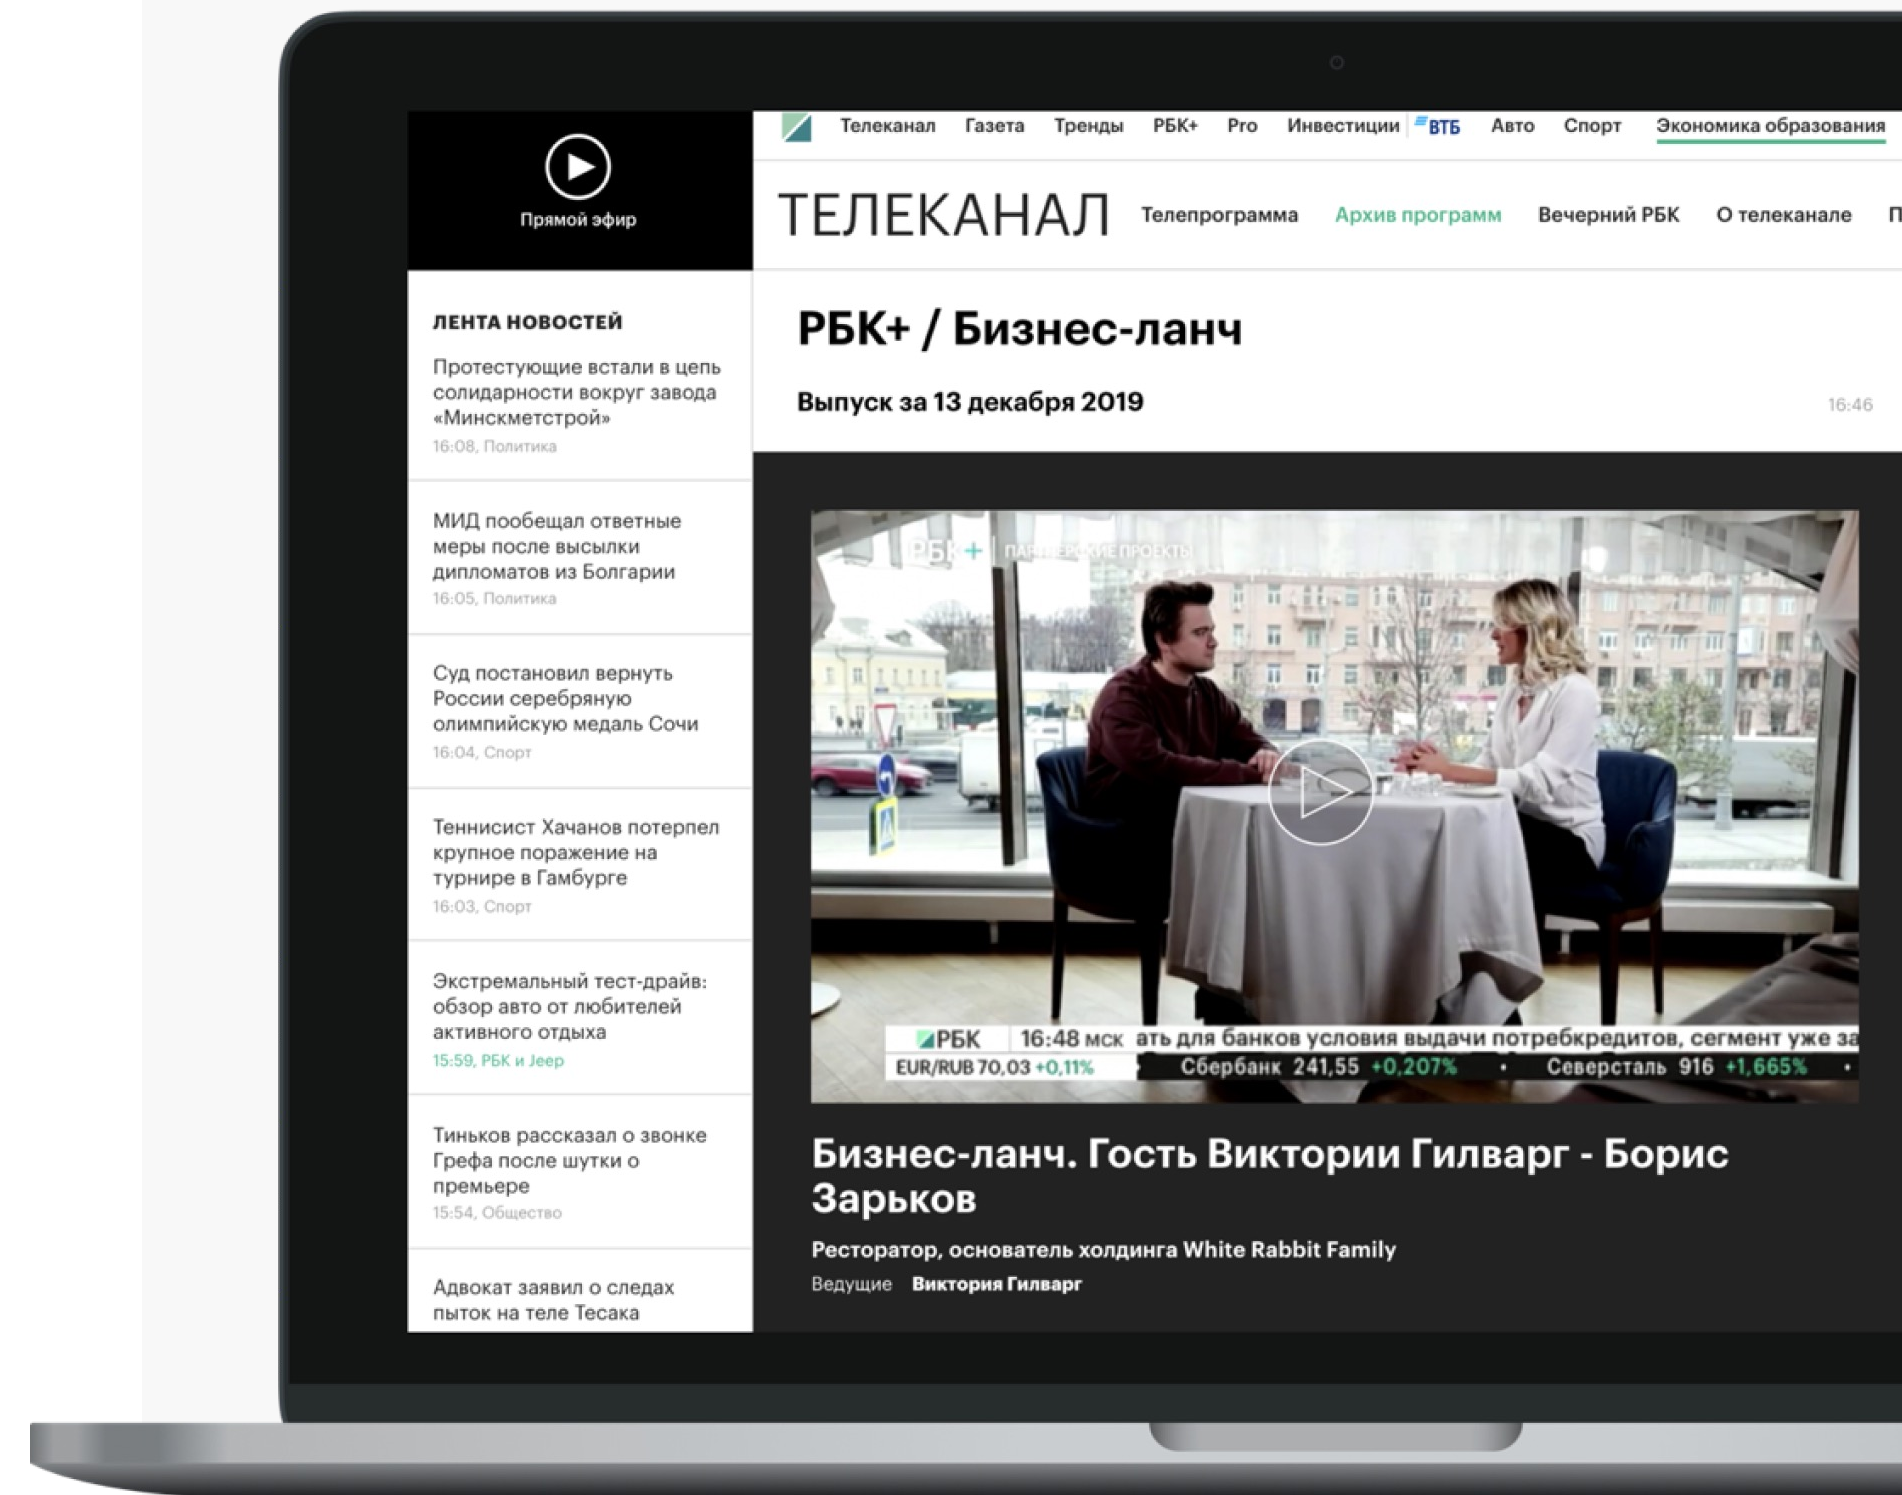 Прямой эфир
ЛЕНТА НОВОСТЕЙ
Протестующие встали в цепь
солидарности вокруг завода
«Минскметстрой»
16:08, Политика
МИД пообещал ответные
меры после высылки
дипломатов из Болгарии
16:05, Политика
Суд постановил вернуть
России серебряную
олимпийскую медаль Сочи
16:04, Спорт
Теннисист Хачанов потерпел
крупное поражение на
турнире в Гамбурге
16:03, Спорт
Экстремальный тест-драйв:
обзор авто от любителей
активного отдыха
15:59, РБК и Jeep
Тиньков рассказал о звонке
Грефа после шутки о
премьере
15:54, Общество
Адвокат заявил о следах
пыток на теле Тесака
Телеканал Газета Тренды РБК+ Pro Инвестиции ВТБ Авто Спорт Экономика образования
ТЕЛЕКАНАЛ Телепрограмма Архив программ Вечерний РБК О телеканале П
РБК+ / Бизнес-ланч
Выпуск за 13 декабря 2019 16:46
РБК+ ПАРТНЕРСКИЕ ПРОЕКТЫ
РБК 16:48 МСК ать для банков условия выдачи потребкредитов, сегмент уже за
EUR/RUB 70,03 +0,11% Сбербанк 241,55 +0,207% • Северсталь 916 +1,665% •
Бизнес-ланч. Гость Виктории Гилварг - Борис
Зарьков
Ресторатор, основатель холдинга White Rabbit Family
Ведущие Виктория Гилварг